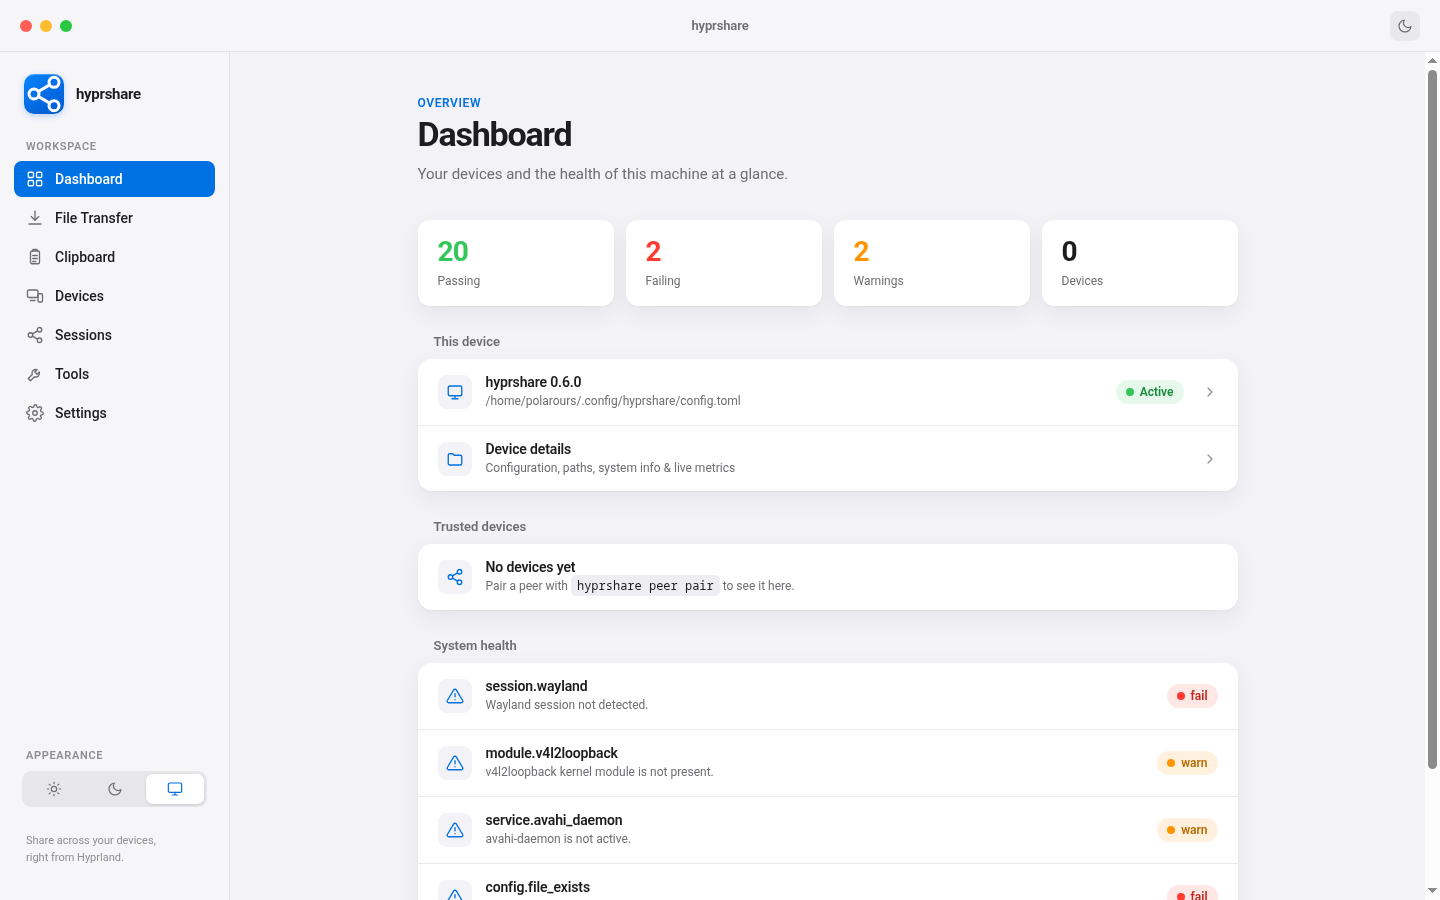 hyprshare
hyprshare
WORKSPACE
Dashboard
File Transfer
Clipboard
Devices
Sessions
Tools
Settings
APPEARANCE
Share across your devices,
right from Hyprland.
OVERVIEW
Dashboard
Your devices and the health of this machine at a glance.
20
Passing
2
Failing
2
Warnings
0
Devices
This device
hyprshare 0.6.0
/home/polarours/.config/hyprshare/config.toml
Active
Device details
Configuration, paths, system info & live metrics
Trusted devices
No devices yet
Pair a peer with hyprshare peer pair to see it here.
System health
session.wayland
Wayland session not detected.
fail
module.v4l2loopback
v4l2loopback kernel module is not present.
warn
service.avahi_daemon
avahi-daemon is not active.
warn
config.file_exists
fail